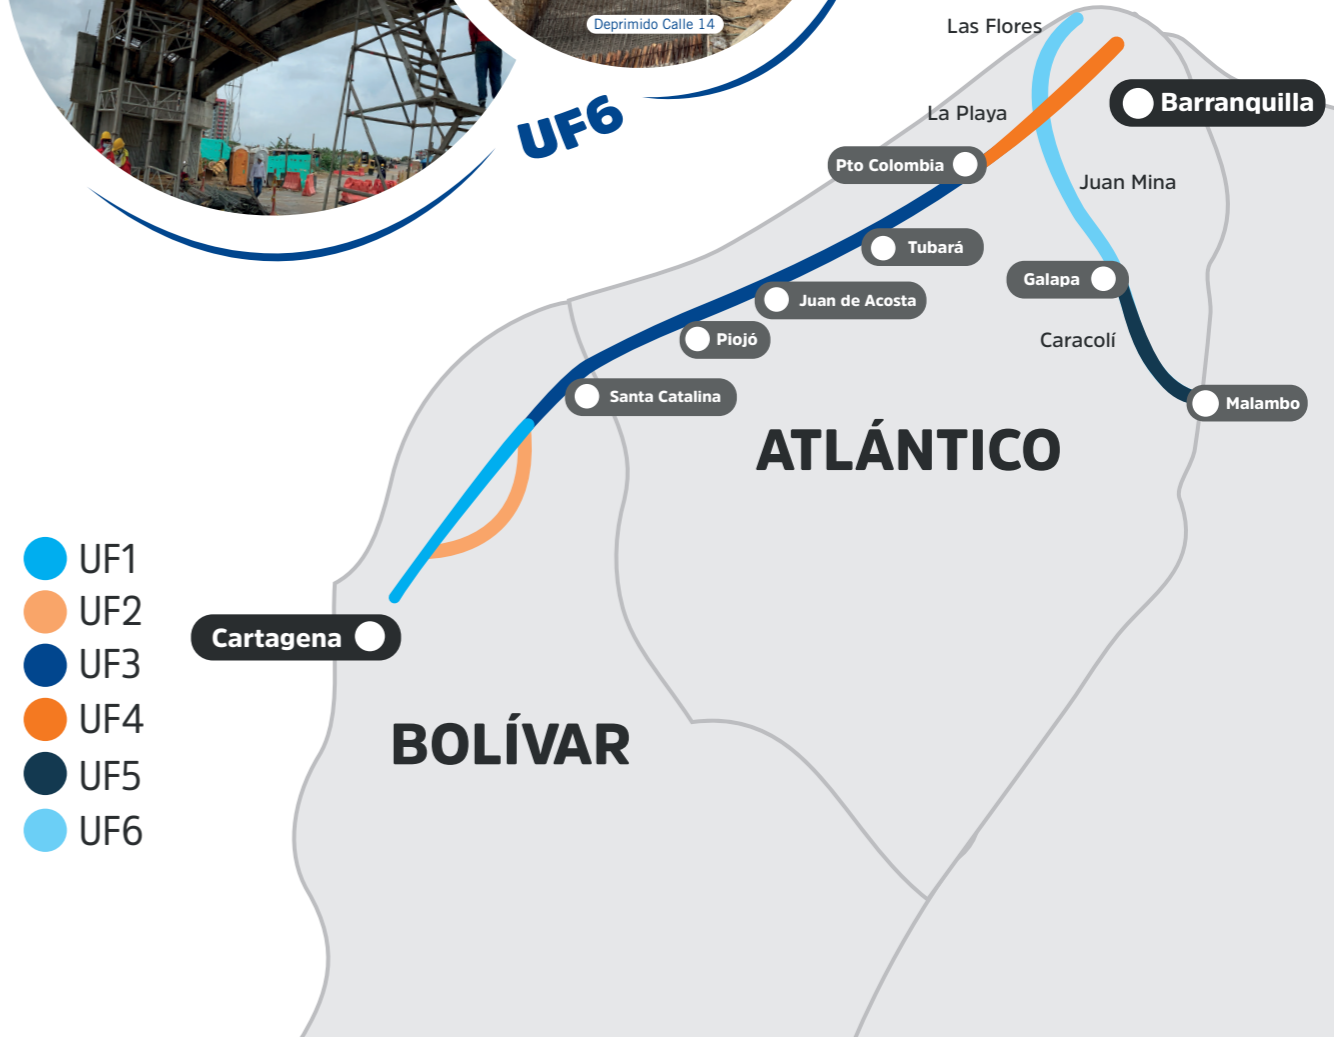 Deprimido Calle 14
UF6
Las Flores
Barranquilla
La Playa
Pto Colombia
Juan Mina
Tubará
Galapa
Juan de Acosta
Piojó
Caracolí
Santa Catalina
Malambo
ATLÁNTICO
UF1
UF2
UF3
UF4
UF5
UF6
Cartagena
BOLÍVAR